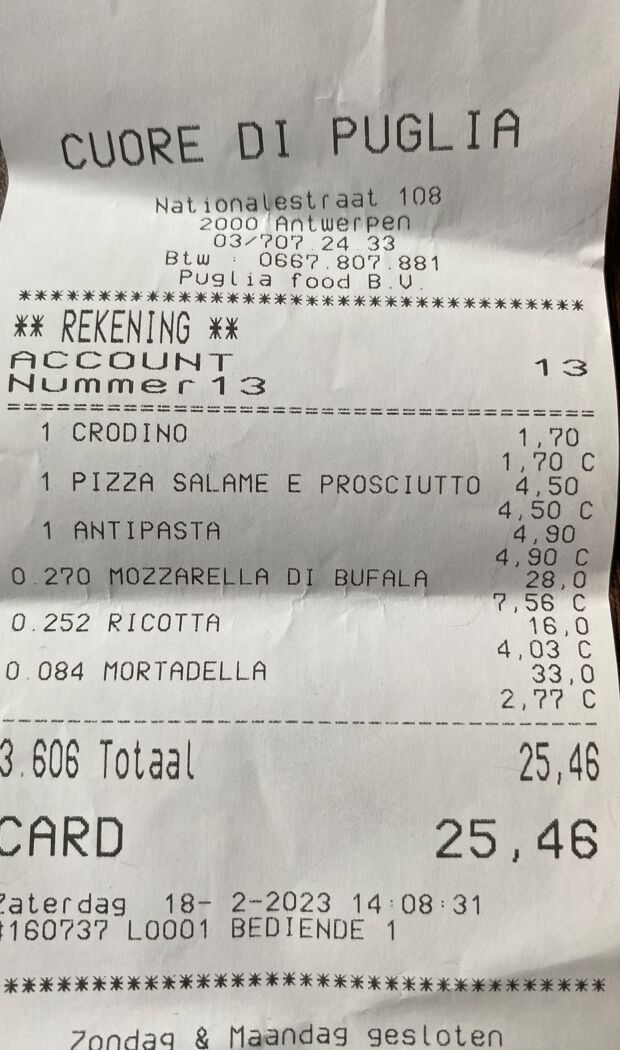 CUORE DI PUGLIA
Nationalestraat 108
2000 Antwerpen
03/707 24 33
Btw : 0667.807.881
Puglia food B.V.
*************************************
** REKENING **
ACCOUNT 13
Nummer 13
=====================================
1 CRODINO 1,70
1,70 C
1 PIZZA SALAME E PROSCIUTTO 4,50
4,50 C
1 ANTIPASTA 4,90
4,90 C
0.270 MOZZARELLA DI BUFALA 28,0
7,56 C
0.252 RICOTTA 16,0
4,03 C
0.084 MORTADELLA 33,0
2,77 C
-------------------------------------
3.606 Totaal 25,46
CARD 25,46
Zaterdag 18- 2-2023 14:08:31
#160737 L0001 BEDIENDE 1
*************************************
Zondag & Maandag gesloten